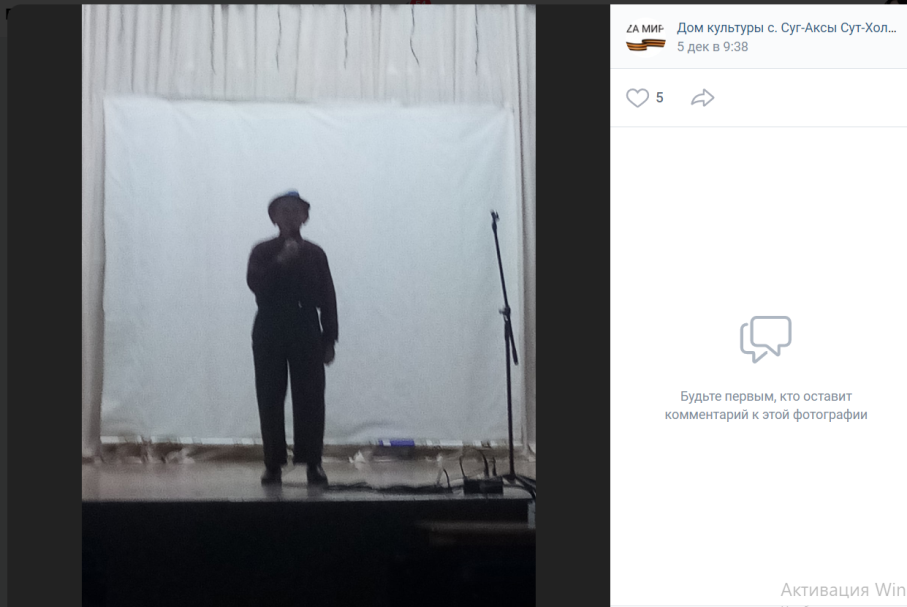 ZA МИР
Дом культуры с. Суг-Аксы Сут-Хол...
5 дек в 9:38
5
Будьте первым, кто оставит
комментарий к этой фотографии
Активация Win